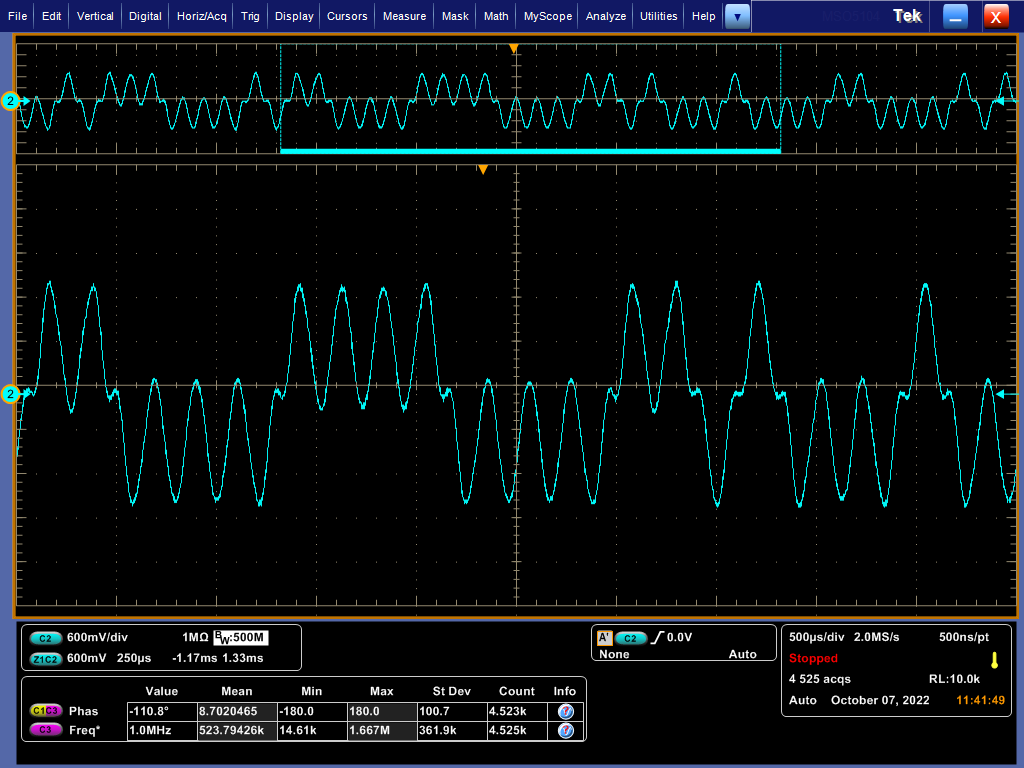 File Edit Vertical Digital Horiz/Acq Trig Display Cursors Measure Mask Math MyScope Analyze Utilities Help Tek X
2
2
C2 600mV/div 1MΩ BW:500M
Z1C2 600mV 250µs -1.17ms 1.33ms
A' C2 0.0V
None Auto
500µs/div 2.0MS/s 500ns/pt
Stopped
4 525 acqs RL:10.0k
Auto October 07, 2022 11:41:49
Value Mean Min Max St Dev Count Info
C1C3 Phas -110.8° 8.7020465 -180.0 180.0 100.7 4.523k
C3 Freq* 1.0MHz 523.79426k 14.61k 1.667M 361.9k 4.525k